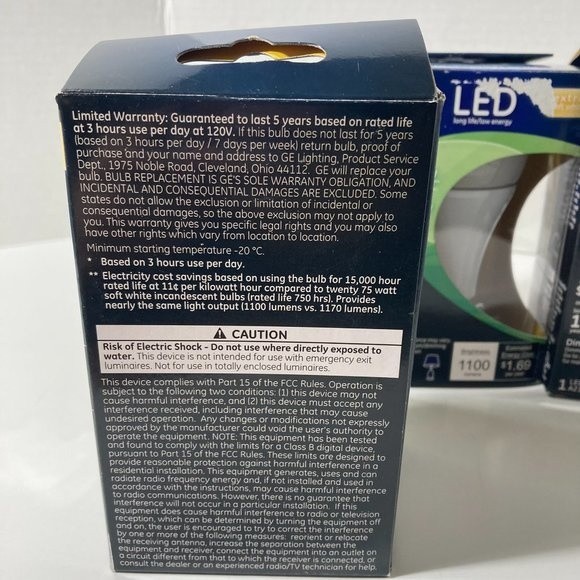 Limited Warranty: Guaranteed to last 5 years based on rated life
at 3 hours use per day at 120V. If this bulb does not last for 5 years
(based on 3 hours per day / 7 days per week) return bulb, proof of
purchase and your name and address to GE Lighting, Product Service
Dept., 1975 Noble Road, Cleveland, Ohio 44112. GE will replace your
bulb. BULB REPLACEMENT IS GE'S SOLE WARRANTY OBLIGATION, AND
INCIDENTAL AND CONSEQUENTIAL DAMAGES ARE EXCLUDED. Some
states do not allow the exclusion or limitation of incidental or
consequential damages, so the above exclusion may not apply to
you. This warranty gives you specific legal rights and you may also
have other rights which vary from location to location.
Minimum starting temperature -20 °C.
* Based on 3 hours use per day.
** Electricity cost savings based on using the bulb for 15,000 hour
rated life at 11¢ per kilowatt hour compared to twenty 75 watt
soft white incandescent bulbs (rated life 750 hrs). Provides
nearly the same light output (1100 lumens vs. 1170 lumens).
⚠ CAUTION
Risk of Electric Shock - Do not use where directly exposed to
water. This device is not intended for use with emergency exit
luminaires. Not for use in totally enclosed luminaires.
This device complies with Part 15 of the FCC Rules. Operation is
subject to the following two conditions: (1) this device may not
cause harmful interference, and (2) this device must accept any
interference received, including interference that may cause
undesired operation. Any changes or modifications not expressly
approved by the manufacturer could void the user's authority to
operate the equipment. NOTE: This equipment has been tested
and found to comply with the limits for a Class B digital device,
pursuant to Part 15 of the FCC Rules. These limits are designed to
provide reasonable protection against harmful interference in a
residential installation. This equipment generates, uses and can
radiate radio frequency energy and, if not installed and used in
accordance with the instructions, may cause harmful interference
to radio communications. However, there is no guarantee that
interference will not occur in a particular installation. If this
equipment does cause harmful interference to radio or television
reception, which can be determined by turning the equipment off
and on, the user is encouraged to try to correct the interference
by one or more of the following measures: reorient or relocate
the receiving antenna, increase the separation between the
equipment and receiver, connect the equipment into an outlet on
a circuit different from that to which the receiver is connected, or
consult the dealer or an experienced radio/TV technician for help.
LED
long life/low energy
Brightness
1100
$1.69